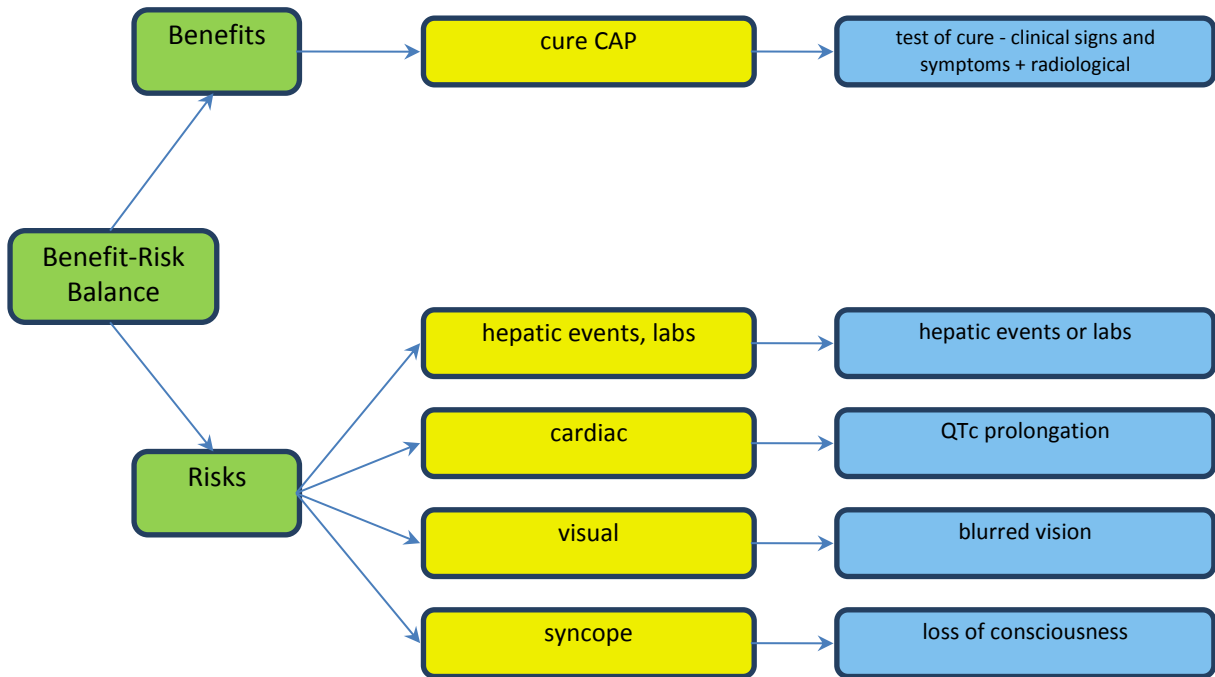 Benefits
cure CAP
test of cure - clinical signs and
symptoms + radiological
Benefit-Risk
Balance
Risks
hepatic events, labs
hepatic events or labs
cardiac
QTc prolongation
visual
blurred vision
syncope
loss of consciousness